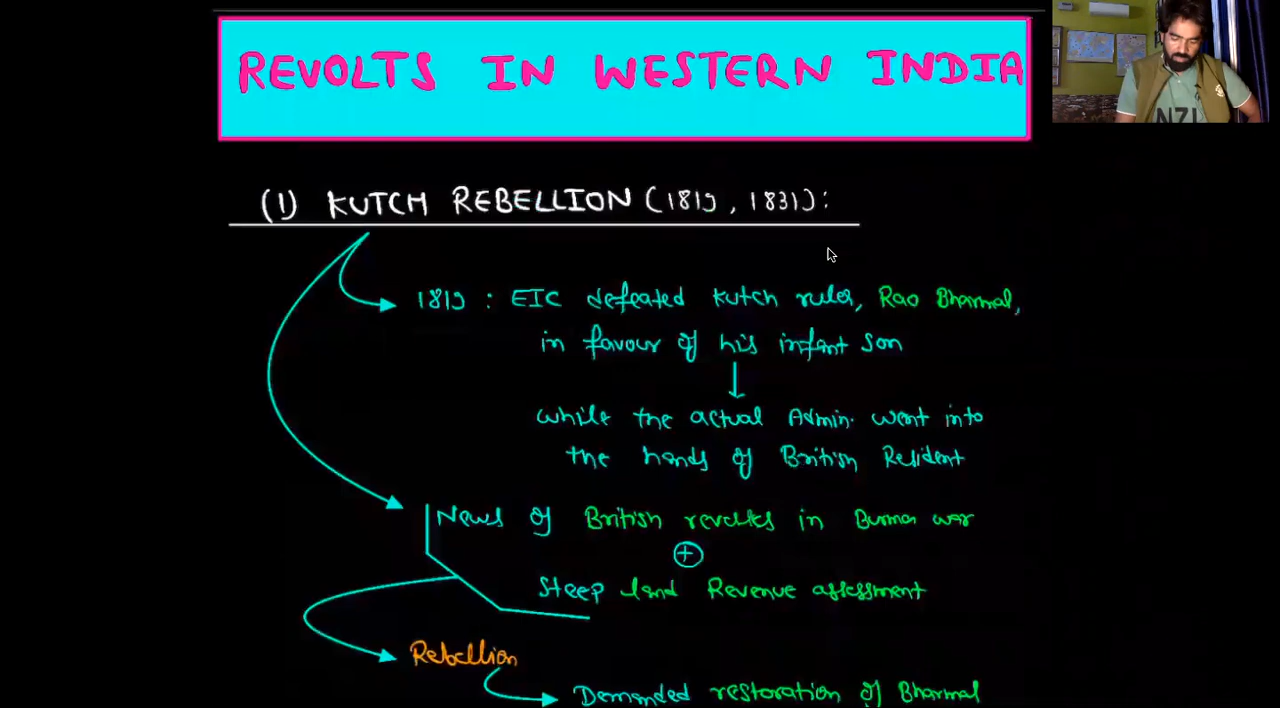 REVOLTS IN WESTERN INDIA
(1) KUTCH REBELLION (1819, 1831):
1819 : EIC defeated Kutch ruler, Rao Bharmal,
in favour of his infant son
while the actual Admin. went into
the hands of British Resident
News of British reverses in Burma war
+
Steep land Revenue assessment
Rebellion
Demanded restoration of Bharmal
NZL